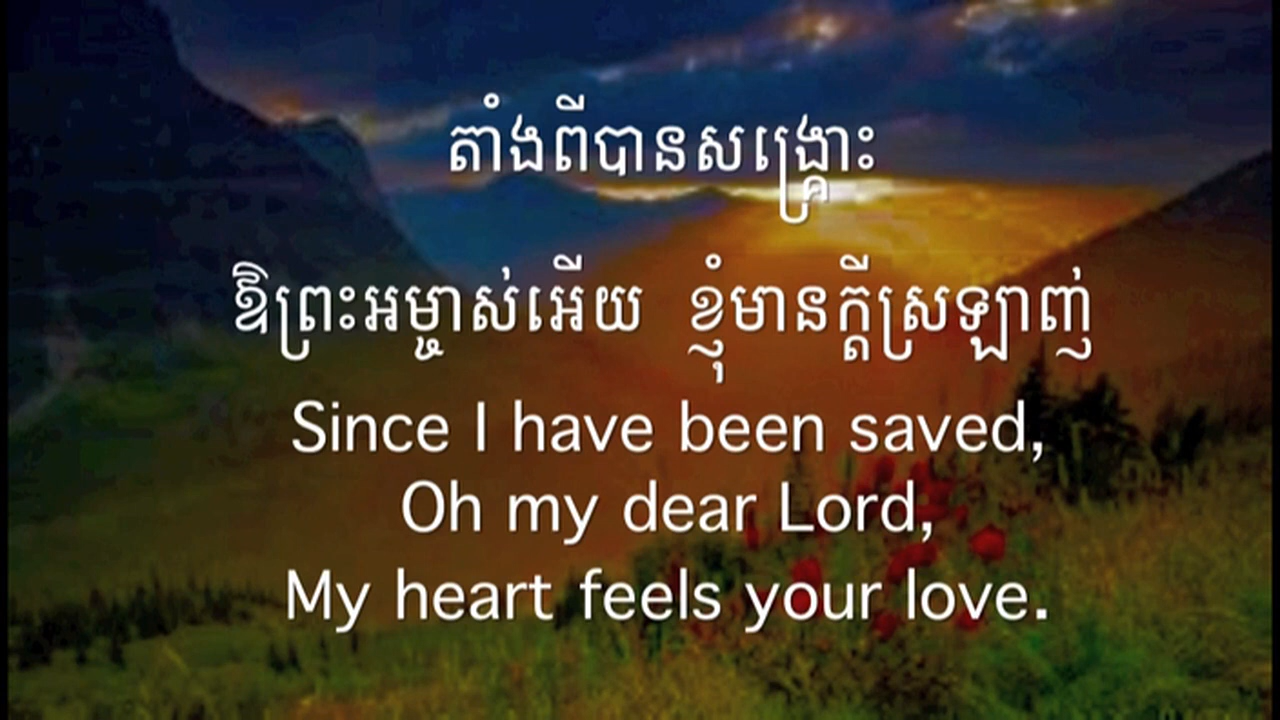 តាំងពីបានសង្គ្រោះ
ឱព្រះអម្ចាស់អើយ ខ្ញុំមានក្ដីស្រឡាញ់
Since I have been saved,
Oh my dear Lord,
My heart feels your love.